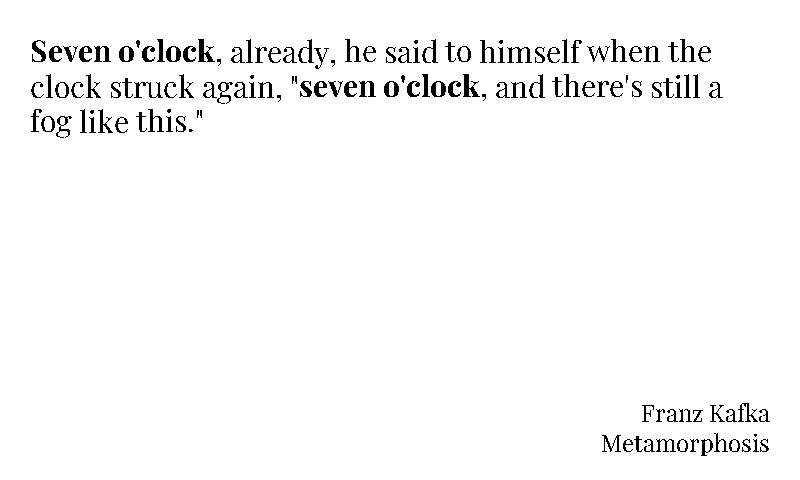 Seven o'clock, already, he said to himself when the
clock struck again, "seven o'clock, and there's still a
fog like this."
Franz Kafka
Metamorphosis